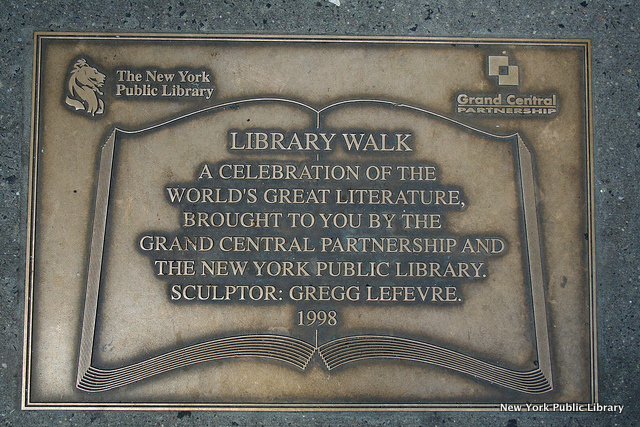 The New York
Public Library
Grand Central
PARTNERSHIP
LIBRARY WALK
A CELEBRATION OF THE
WORLD'S GREAT LITERATURE,
BROUGHT TO YOU BY THE
GRAND CENTRAL PARTNERSHIP AND
THE NEW YORK PUBLIC LIBRARY.
SCULPTOR: GREGG LEFEVRE.
1998
New York Public Library